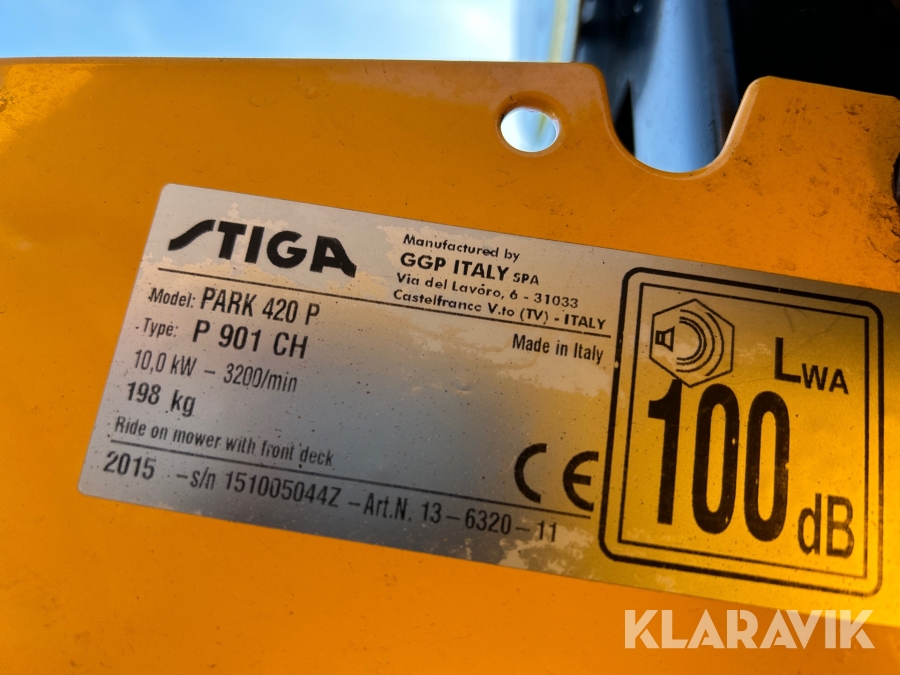 STIGA
Manufactured by
GGP ITALY SPA
Via del Lavoro, 6 - 31033
Castelfranco V.to (TV) - ITALY
Model: PARK 420 P
Type: P 901 CH
Made in Italy
10,0 kW - 3200/min
198 kg
Ride on mower with front deck
2015 - s/n 151005044Z - Art.N. 13-6320-11
CE
LWA
100 dB
KLARAVIK